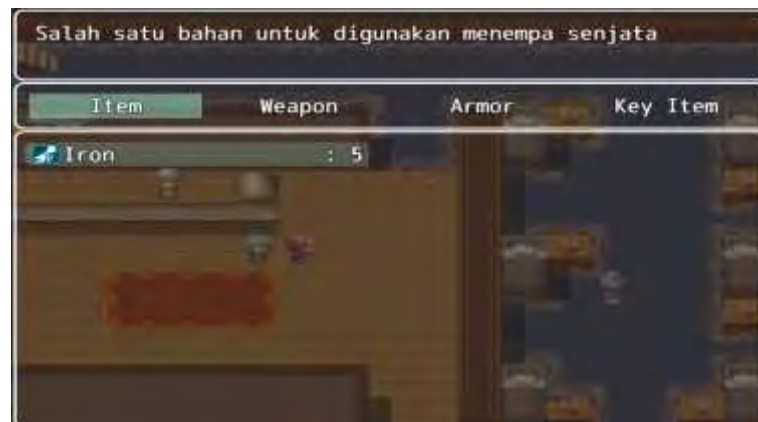 Salah satu bahan untuk digunakan menempa senjata
Item Weapon Armor Key Item
Iron : 5